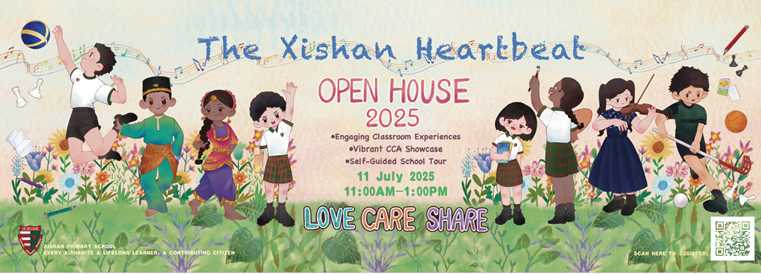 The Xishan Heartbeat
OPEN HOUSE
2025
•Engaging Classroom Experiences
•Vibrant CCA Showcase
•Self-Guided School Tour
11 July 2025
11:00AM—1:00PM
LOVE CARE SHARE
XISHAN PRIMARY SCHOOL
EVERY XISHANITE A LIFELONG LEARNER, A CONTRIBUTING CITIZEN
SCAN HERE TO REGISTER: